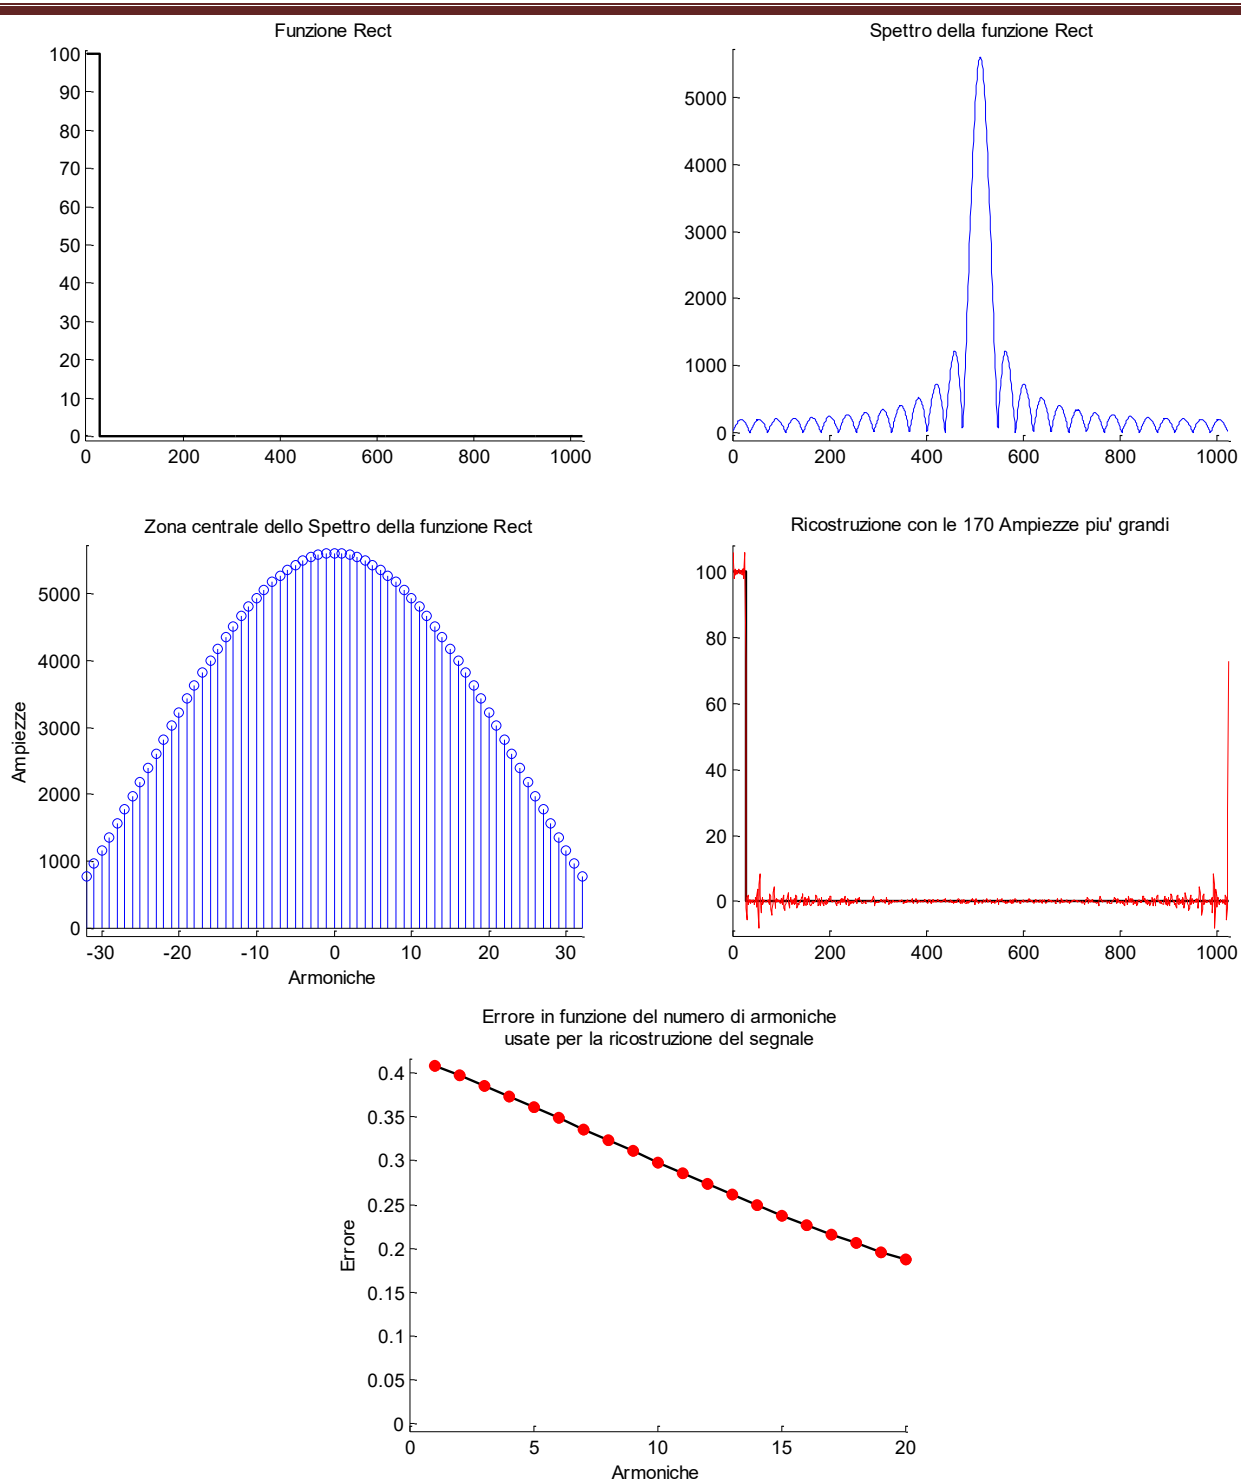 Funzione Rect
100
90
80
70
60
50
40
30
20
10
0
0 200 400 600 800 1000
Spettro della funzione Rect
5000
4000
3000
2000
1000
0
0 200 400 600 800 1000
Zona centrale dello Spettro della funzione Rect
Ampiezze
5000
4000
3000
2000
1000
0
-30 -20 -10 0 10 20 30
Armoniche
Ricostruzione con le 170 Ampiezze piu' grandi
100
80
60
40
20
0
0 200 400 600 800 1000
Errore in funzione del numero di armoniche
usate per la ricostruzione del segnale
Errore
0.4
0.35
0.3
0.25
0.2
0.15
0.1
0.05
0
0 5 10 15 20
Armoniche